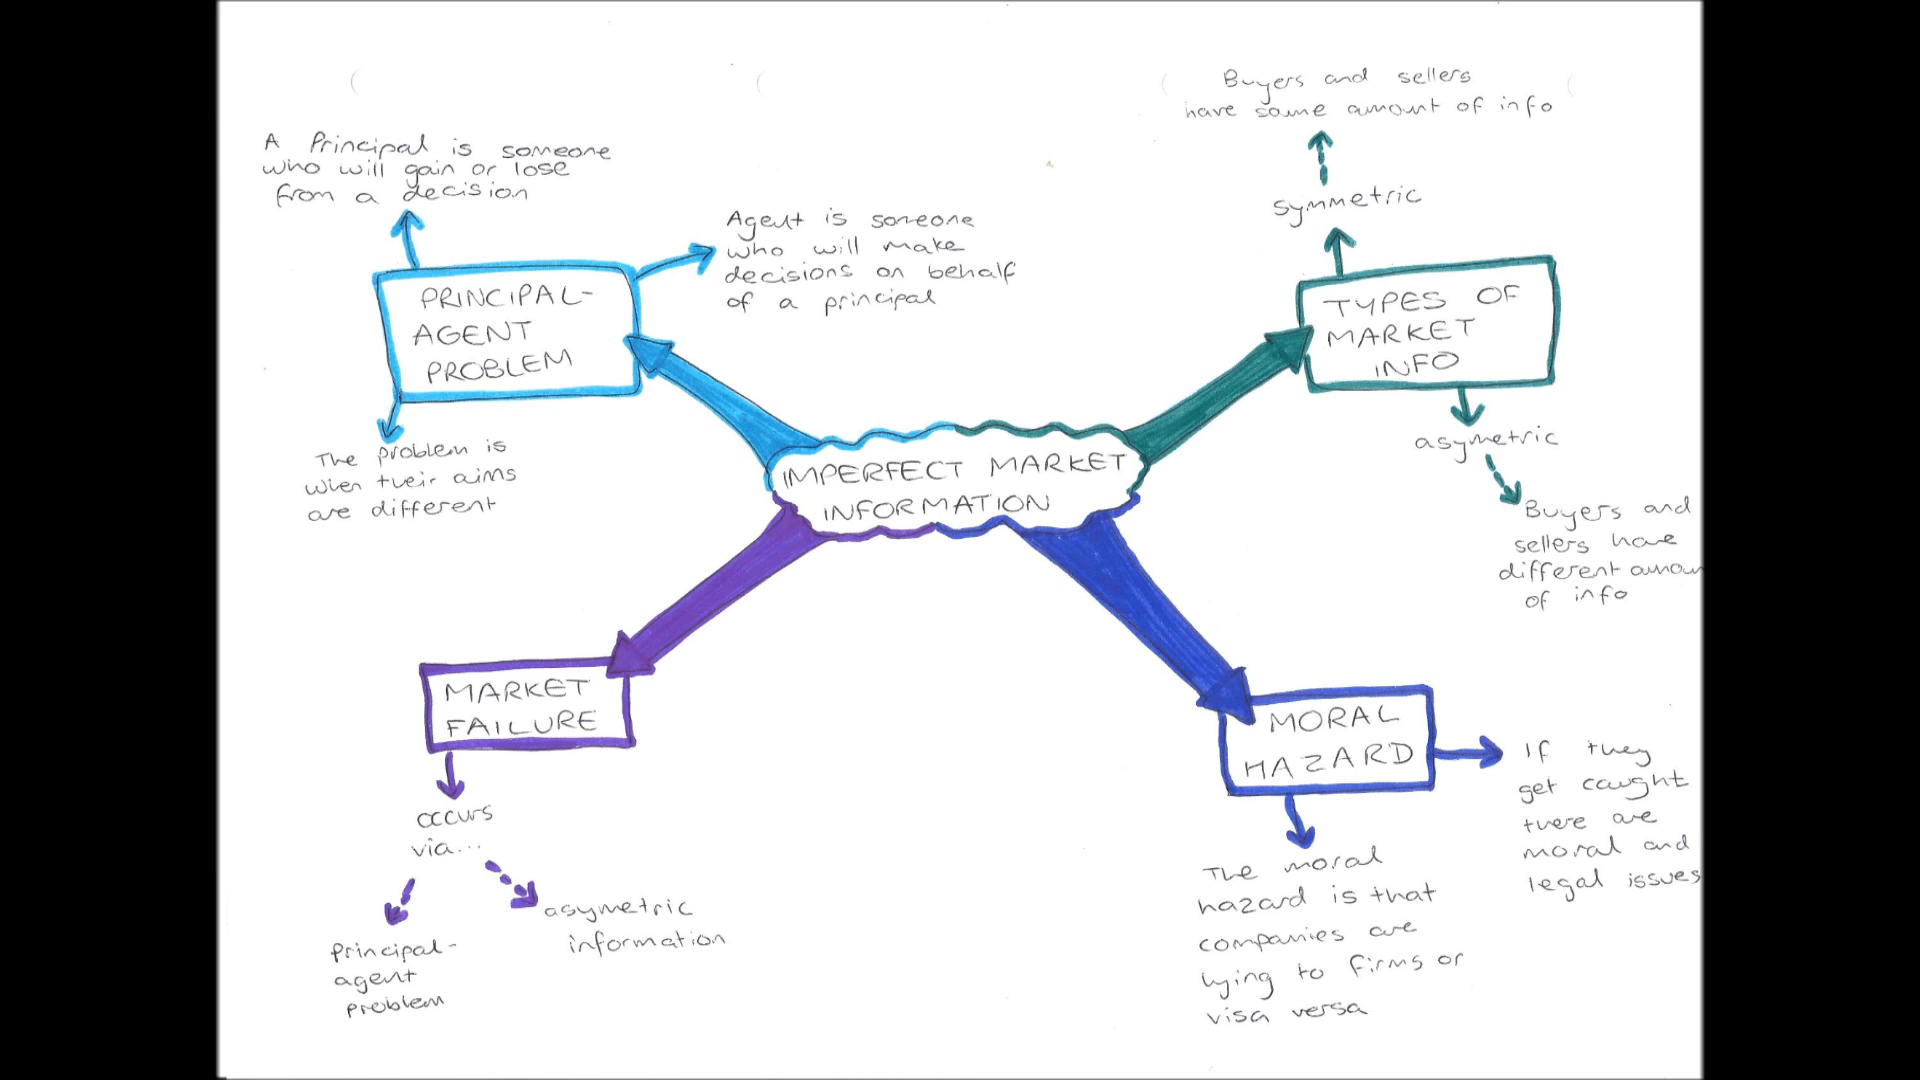 A Principal is someone
who will gain or lose
from a decision
Agent is someone
who will make
decisions on behalf
of a principal
PRINCIPAL-
AGENT
PROBLEM
The problem is
when their aims
are different
Buyers and sellers
have same amount of info
symmetric
TYPES OF
MARKET
INFO
asymetric
Buyers and
sellers have
different amoun
of info
IMPERFECT MARKET
INFORMATION
MARKET
FAILURE
occurs
via...
principal-
agent
problem
asymetric
information
MORAL
HAZARD
If they
get caught
there are
moral and
legal issues
The moral
hazard is that
companies are
lying to firms or
visa versa